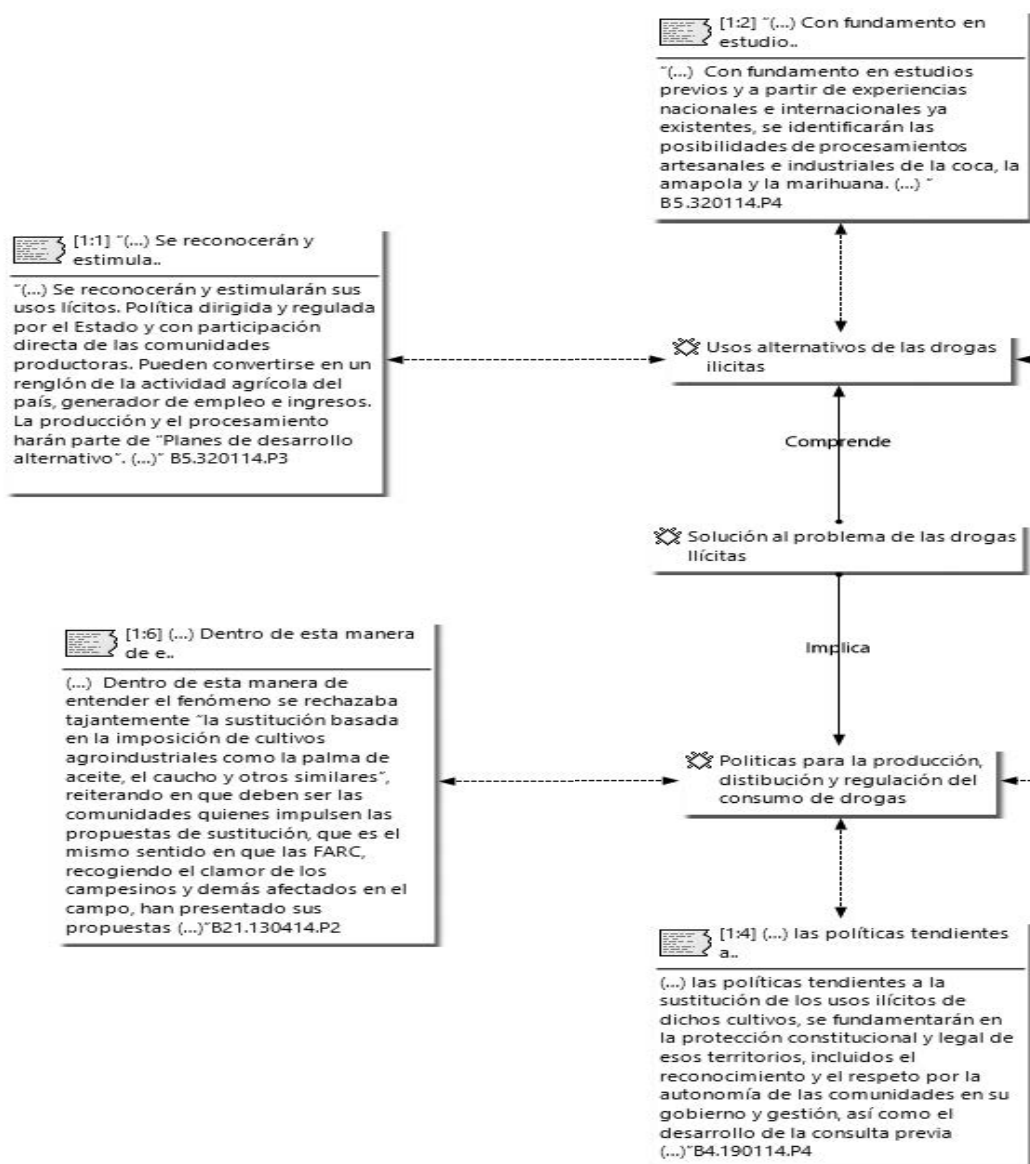 [1:2] ˝(...) Con fundamento en
estudio..
˝(...) Con fundamento en estudios
previos y a partir de experiencias
nacionales e internacionales ya
existentes, se identificarán las
posibilidades de procesamientos
artesanales e industriales de la coca, la
amapola y la marihuana. (...) ˝
B5.320114.P4
[1:1] ˝(...) Se reconocerán y
estimula..
˝(...) Se reconocerán y estimularán sus
usos lícitos. Política dirigida y regulada
por el Estado y con participación
directa de las comunidades
productoras. Pueden convertirse en un
renglón de la actividad agrícola del
país, generador de empleo e ingresos.
La producción y el procesamiento
harán parte de ˝Planes de desarrollo
alternativo˝. (...)˝ B5.320114.P3
Usos alternativos de las drogas
ilicitas
Comprende
Solución al problema de las drogas
Ilícitas
Implica
[1:6] (...) Dentro de esta manera
de e..
(...) Dentro de esta manera de
entender el fenómeno se rechazaba
tajantemente ˝la sustitución basada
en la imposición de cultivos
agroindustriales como la palma de
aceite, el caucho y otros similares˝,
reiterando en que deben ser las
comunidades quienes impulsen las
propuestas de sustitución, que es el
mismo sentido en que las FARC,
recogiendo el clamor de los
campesinos y demás afectados en el
campo, han presentado sus
propuestas (...)˝B21.130414.P2
Politicas para la producción,
distibución y regulación del
consumo de drogas
[1:4] (...) las políticas tendientes
a..
(...) las políticas tendientes a la
sustitución de los usos ilícitos de
dichos cultivos, se fundamentarán en
la protección constitucional y legal de
esos territorios, incluidos el
reconocimiento y el respeto por la
autonomía de las comunidades en su
gobierno y gestión, así como el
desarrollo de la consulta previa
(...)˝B4.190114.P4